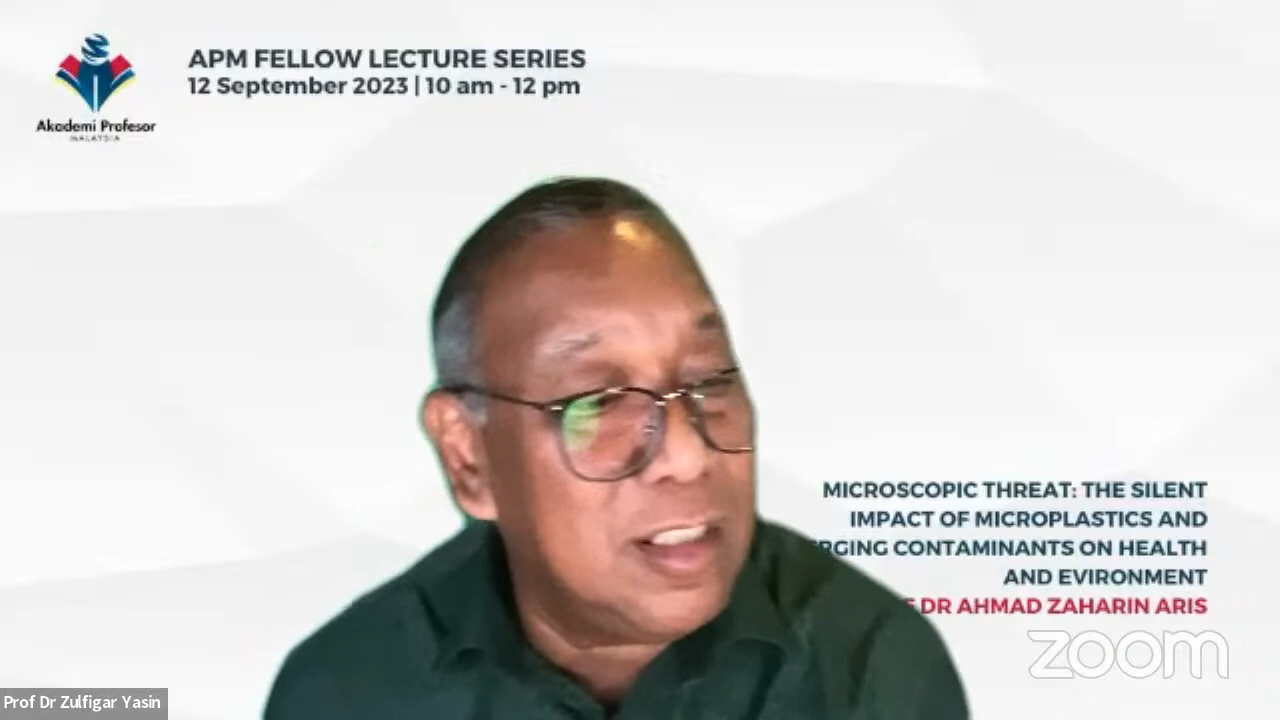 APM FELLOW LECTURE SERIES
12 September 2023 | 10 am - 12 pm
Akademi Profesor
MALAYSIA
MICROSCOPIC THREAT: THE SILENT
IMPACT OF MICROPLASTICS AND
RGING CONTAMINANTS ON HEALTH
AND EVIRONMENT
DR AHMAD ZAHARIN ARIS
zoom
Prof Dr Zulfigar Yasin